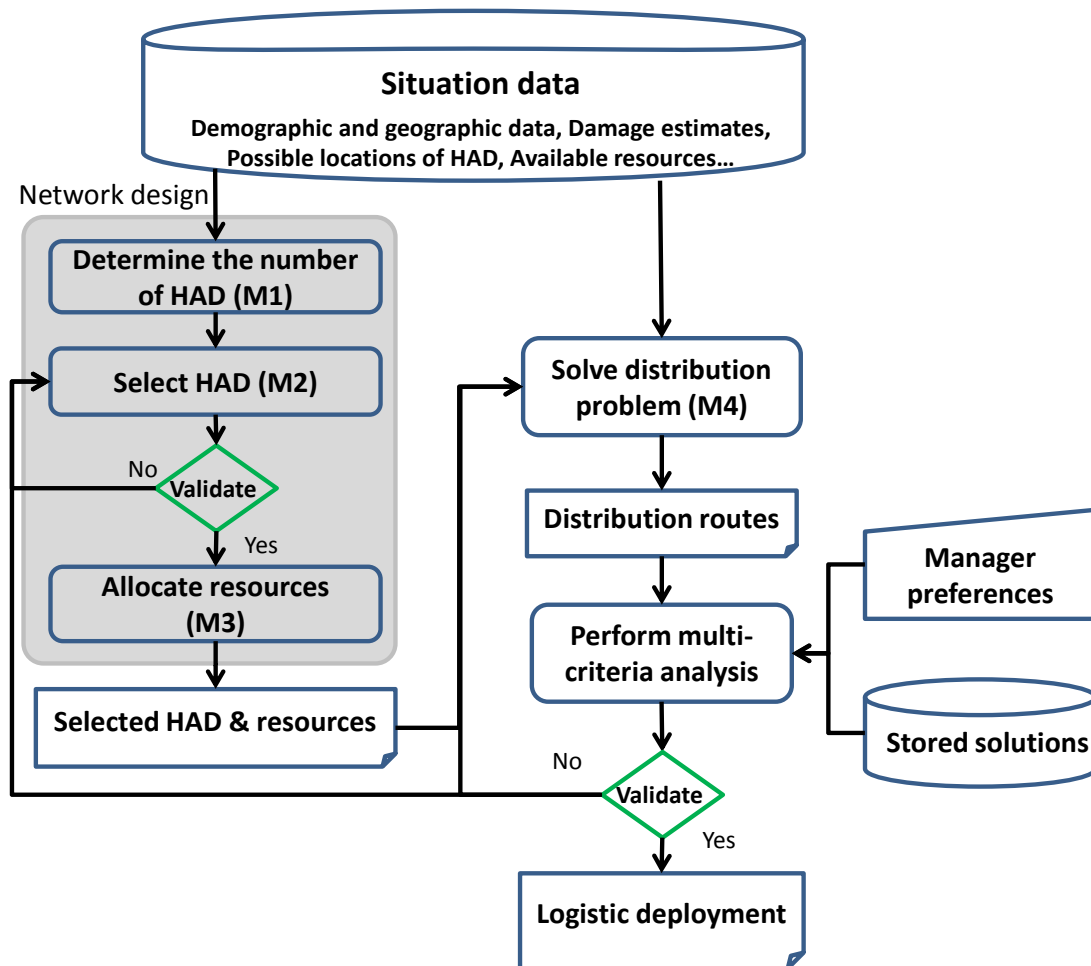 Situation data
Demographic and geographic data, Damage estimates,
Possible locations of HAD, Available resources…
Network design
Determine the number
of HAD (M1)
Select HAD (M2)
No
Validate
Yes
Allocate resources
(M3)
Selected HAD & resources
Solve distribution
problem (M4)
Distribution routes
Perform multi-
criteria analysis
Manager
preferences
Stored solutions
No
Validate
Yes
Logistic deployment